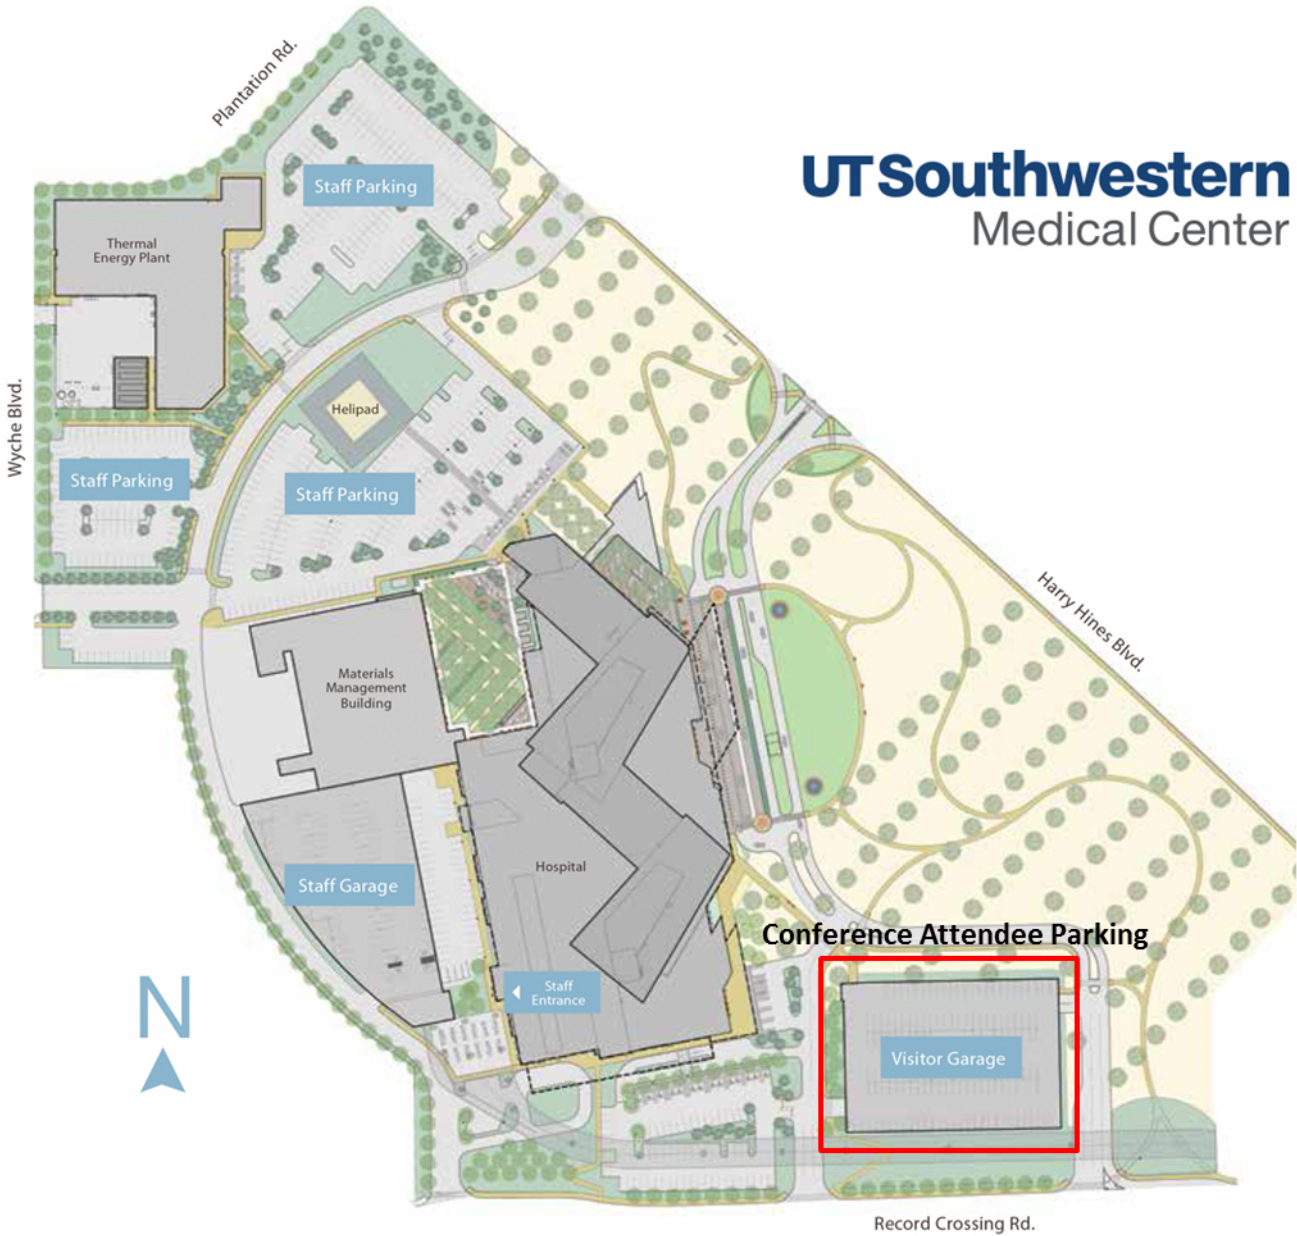 Plantation Rd.
UTSouthwestern
Medical Center
Staff Parking
Thermal
Energy Plant
Wyche Blvd.
Helipad
Staff Parking
Staff Parking
Harry Hines Blvd.
Materials
Management
Building
Hospital
Staff Garage
Conference Attendee Parking
Staff
Entrance
N
Visitor Garage
Record Crossing Rd.